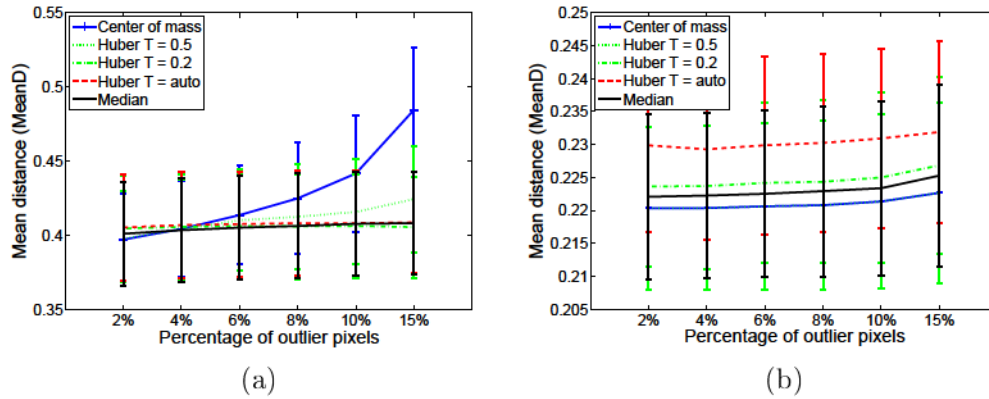 0.55
0.5
0.45
0.4
0.35
Mean distance (MeanD)
Center of mass
Huber T = 0.5
Huber T = 0.2
Huber T = auto
Median
2% 4% 6% 8% 10% 15%
Percentage of outlier pixels
(a)
0.25
0.245
0.24
0.235
0.23
0.225
0.22
0.215
0.21
0.205
Mean distance (MeanD)
Center of mass
Huber T = 0.5
Huber T = 0.2
Huber T = auto
Median
2% 4% 6% 8% 10% 15%
Percentage of outlier pixels
(b)